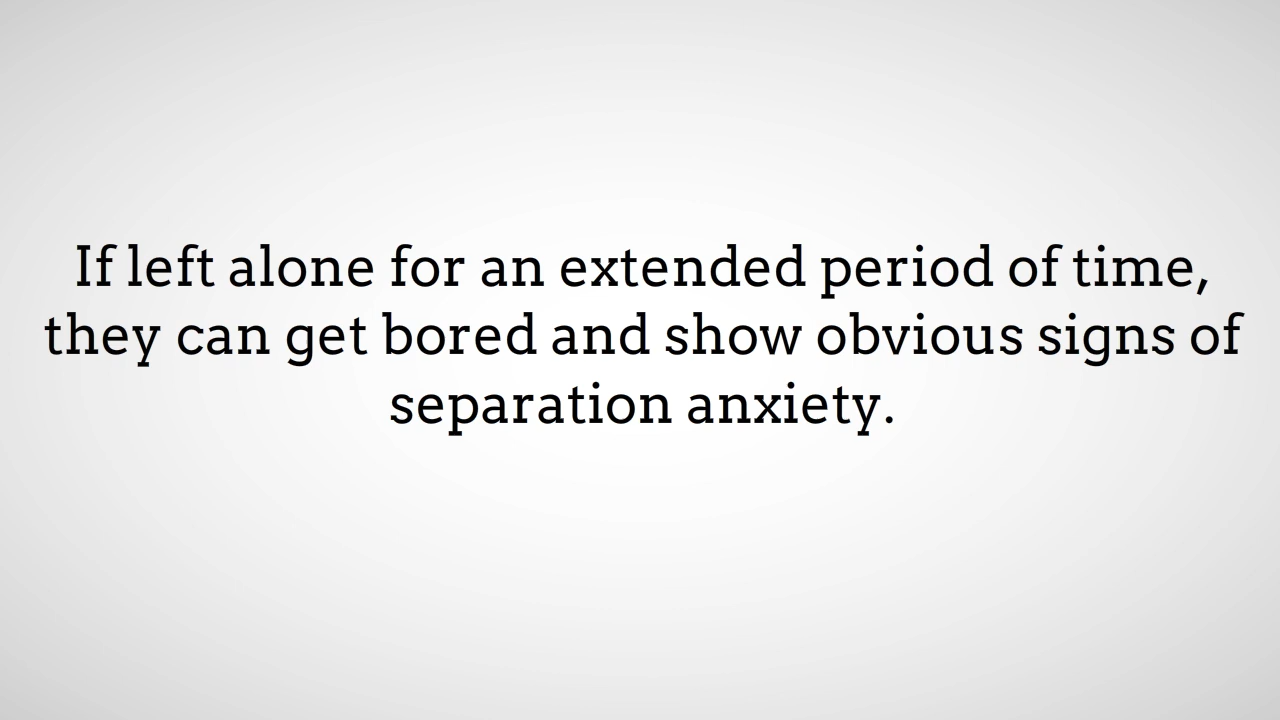 If left alone for an extended period of time,
they can get bored and show obvious signs of
separation anxiety.